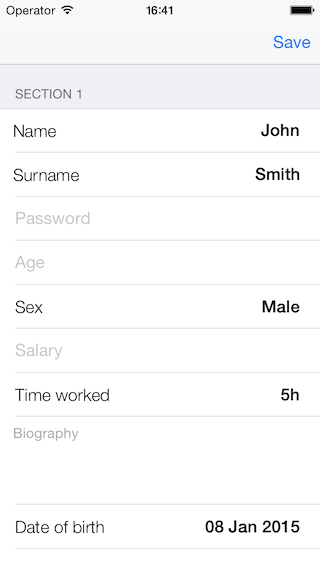 Operator 16:41
Save
SECTION 1
Name John
Surname Smith
Password
Age
Sex Male
Salary
Time worked 5h
Biography
Date of birth 08 Jan 2015